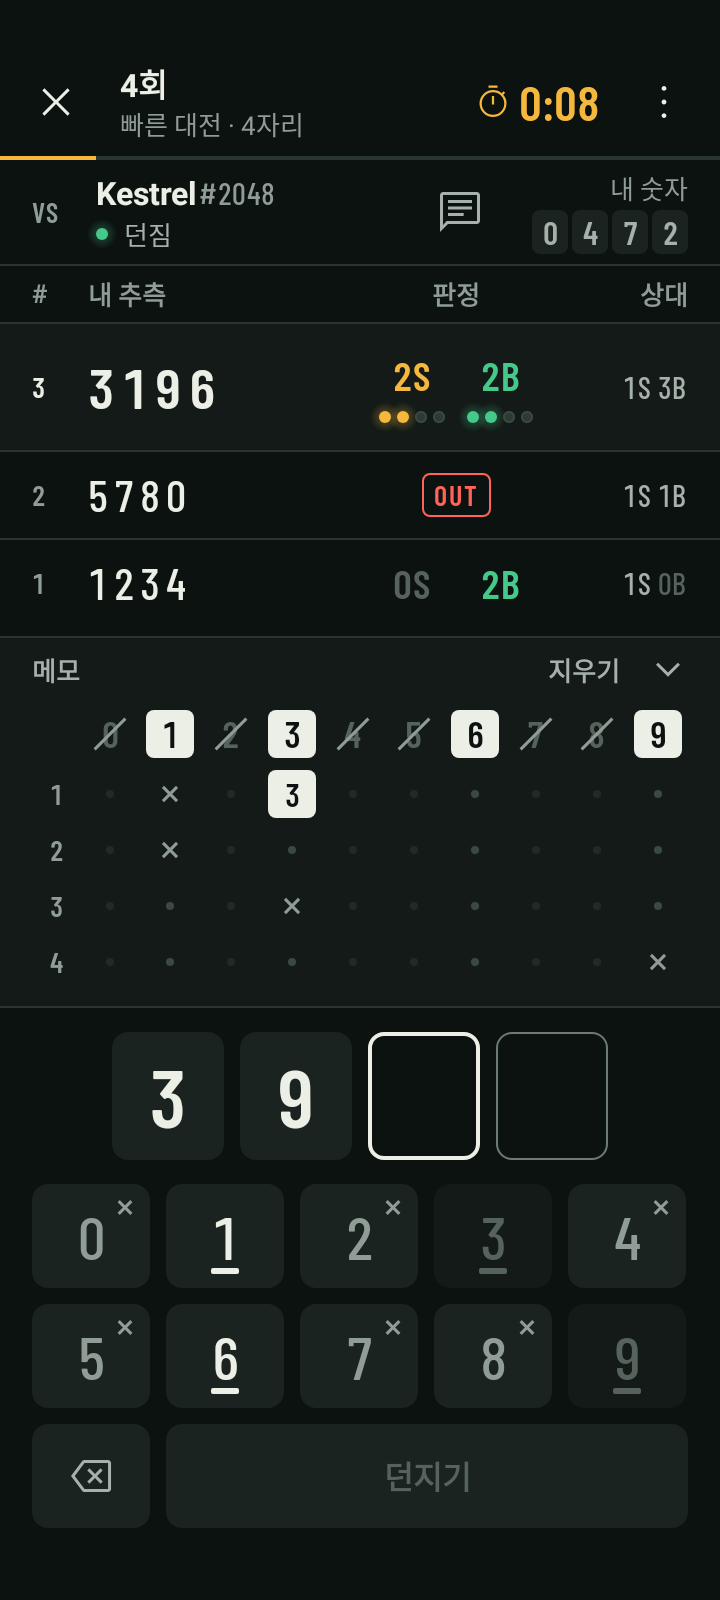 4회
빠른 대전 · 4자리
0:08
VS Kestrel#2048
던짐
내 숫자
0 4 7 2
# 내 추측 판정 상대
3 3196 2S 2B 1S 3B
2 5780 OUT 1S 1B
1 1234 0S 2B 1S 0B
메모 지우기
0 1 2 3 4 5 6 7 8 9
1 × 3
2 ×
3 ×
4 ×
3 9
0 × 1 2 × 3 4 ×
5 × 6 7 × 8 × 9
던지기